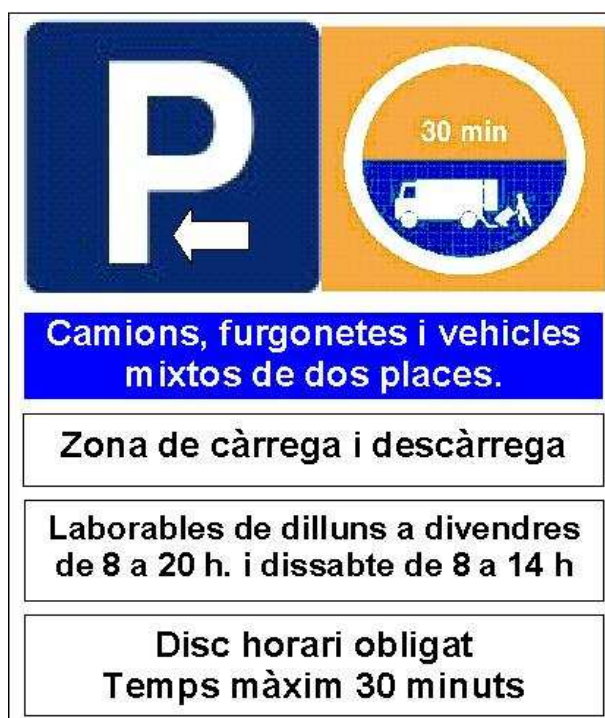 P
30 min
Camions, furgonetes i vehicles
mixtos de dos places.
Zona de càrrega i descàrrega
Laborables de dilluns a divendres
de 8 a 20 h. i dissabte de 8 a 14 h
Disc horari obligat
Temps màxim 30 minuts